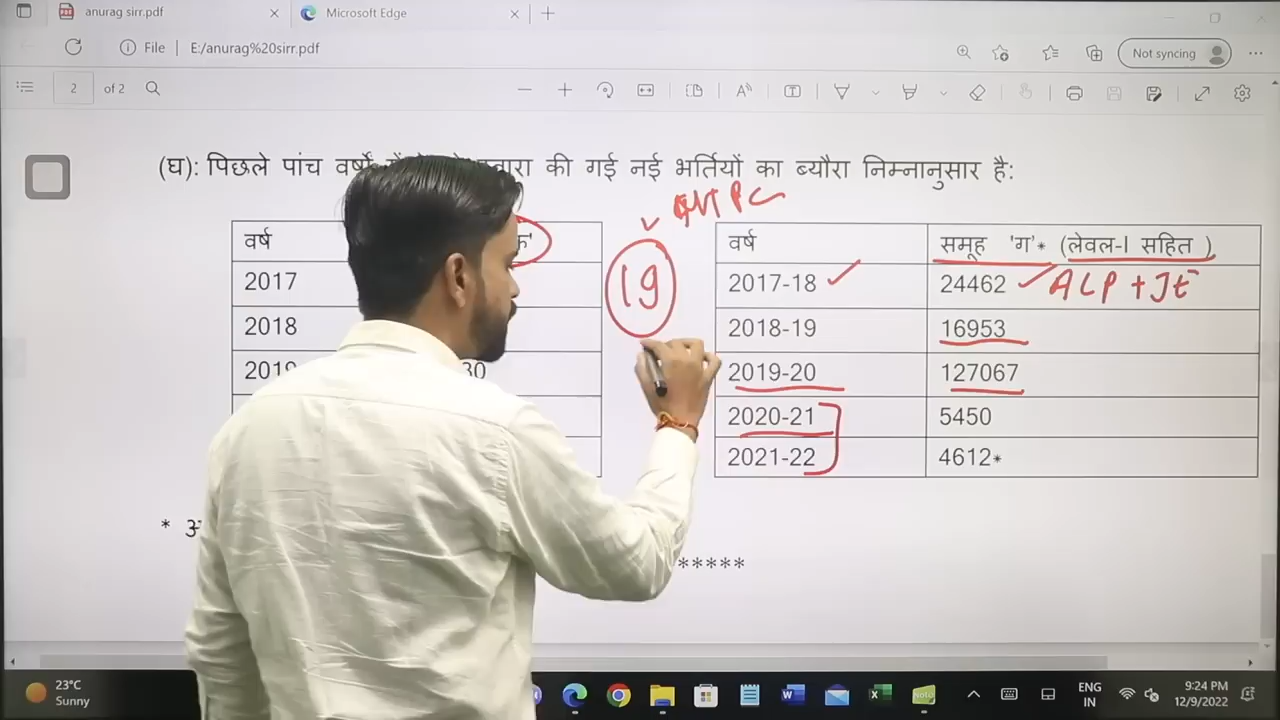 anurag sirr.pdf
Microsoft Edge
File E:/anurag%20sirr.pdf
Not syncing
2 of 2
(घ): पिछले पांच वर्षों की गई नई भर्तियों का ब्यौरा निम्नानुसार है:
वर्ष
2017
2018
2019 30
19
वर्ष समूह 'ग'* (लेवल-I सहित)
2017-18 24462 ALP + JE
2018-19 16953
2019-20 127067
2020-21 5450
2021-22 4612*
*
*****
23°C
Sunny
ENG
IN
9:24 PM
12/9/2022